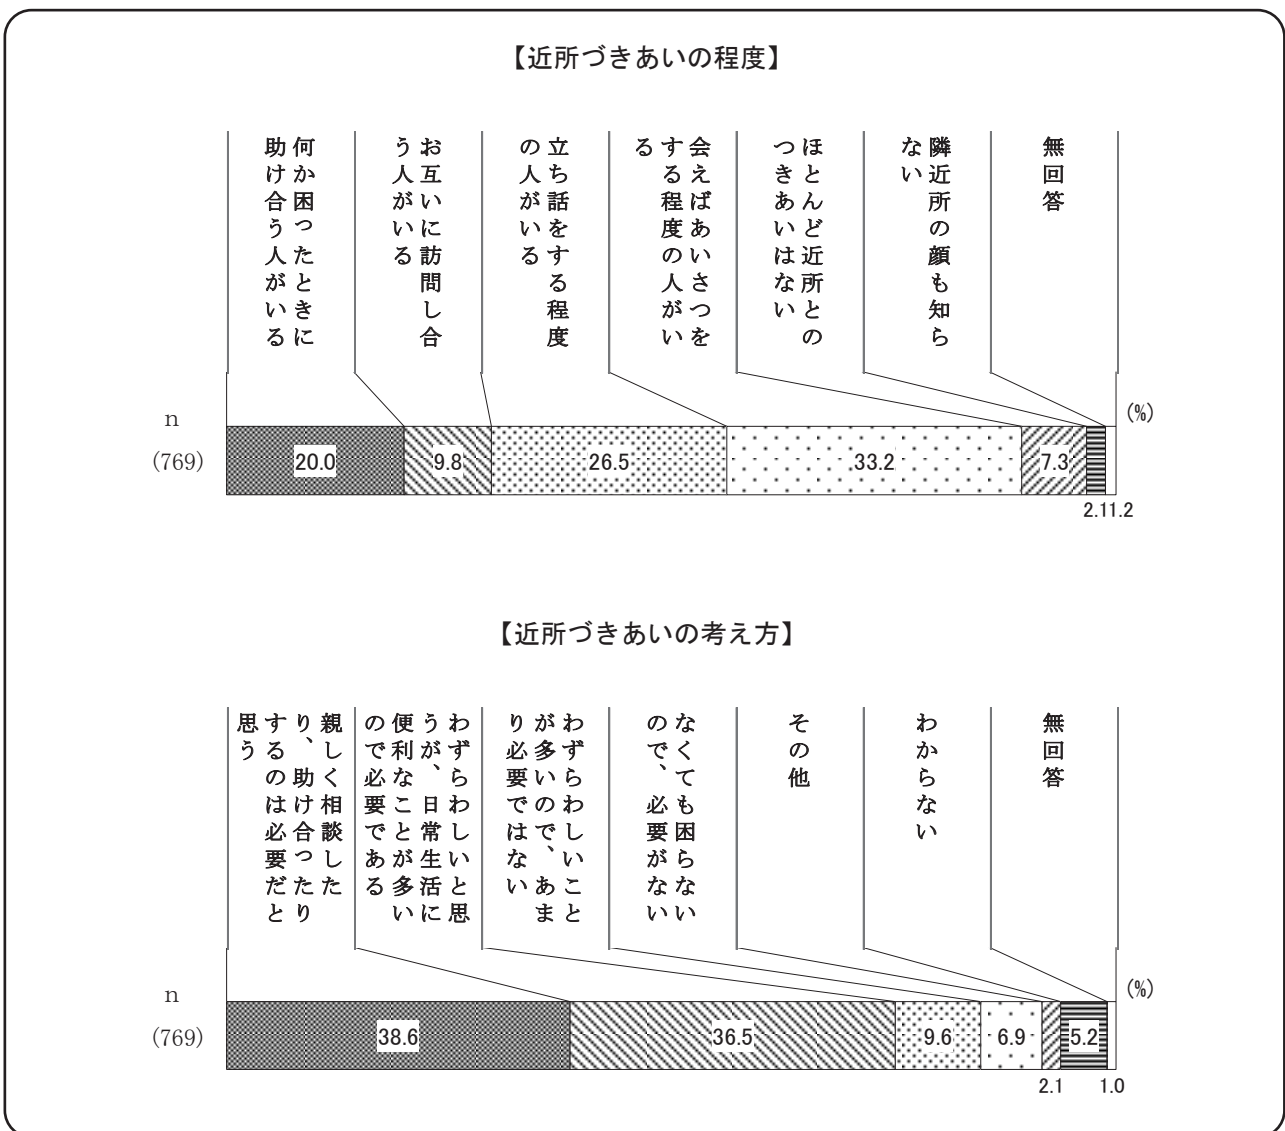 【近所づきあいの程度】
何か困ったときに
助け合う人がいる
お互いに訪問し合
う人がいる
立ち話をする程度
の人がいる
会えばあいさつを
する程度の人がい
る
ほとんど近所との
つきあいはない
隣近所の顔も知ら
ない
無回答
(%)
n
(769)
20.0
9.8
26.5
33.2
7.3
2.1
1.2
【近所づきあいの考え方】
親しく相談した
り、助け合ったり
するのは必要だと
思う
わずらわしいと思
うが、日常生活に
便利なことが多い
ので必要である
わずらわしいこと
が多いので、あま
り必要ではない
なくても困らない
ので、必要がない
その他
わからない
無回答
(%)
n
(769)
38.6
36.5
9.6
6.9
2.1
5.2
1.0